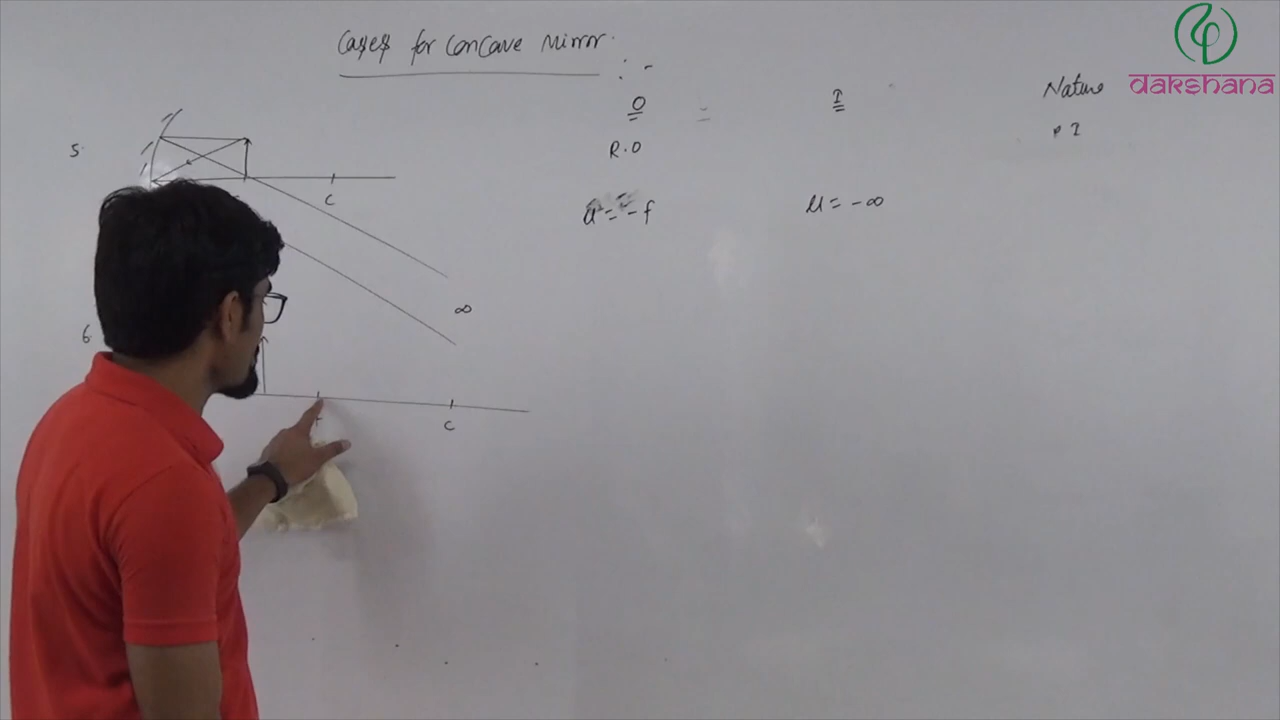 Cases for Concave Mirror :-
dakshana
O
I
Nature
R.O
5
C
u = -f
u = -∞
∞
6
C